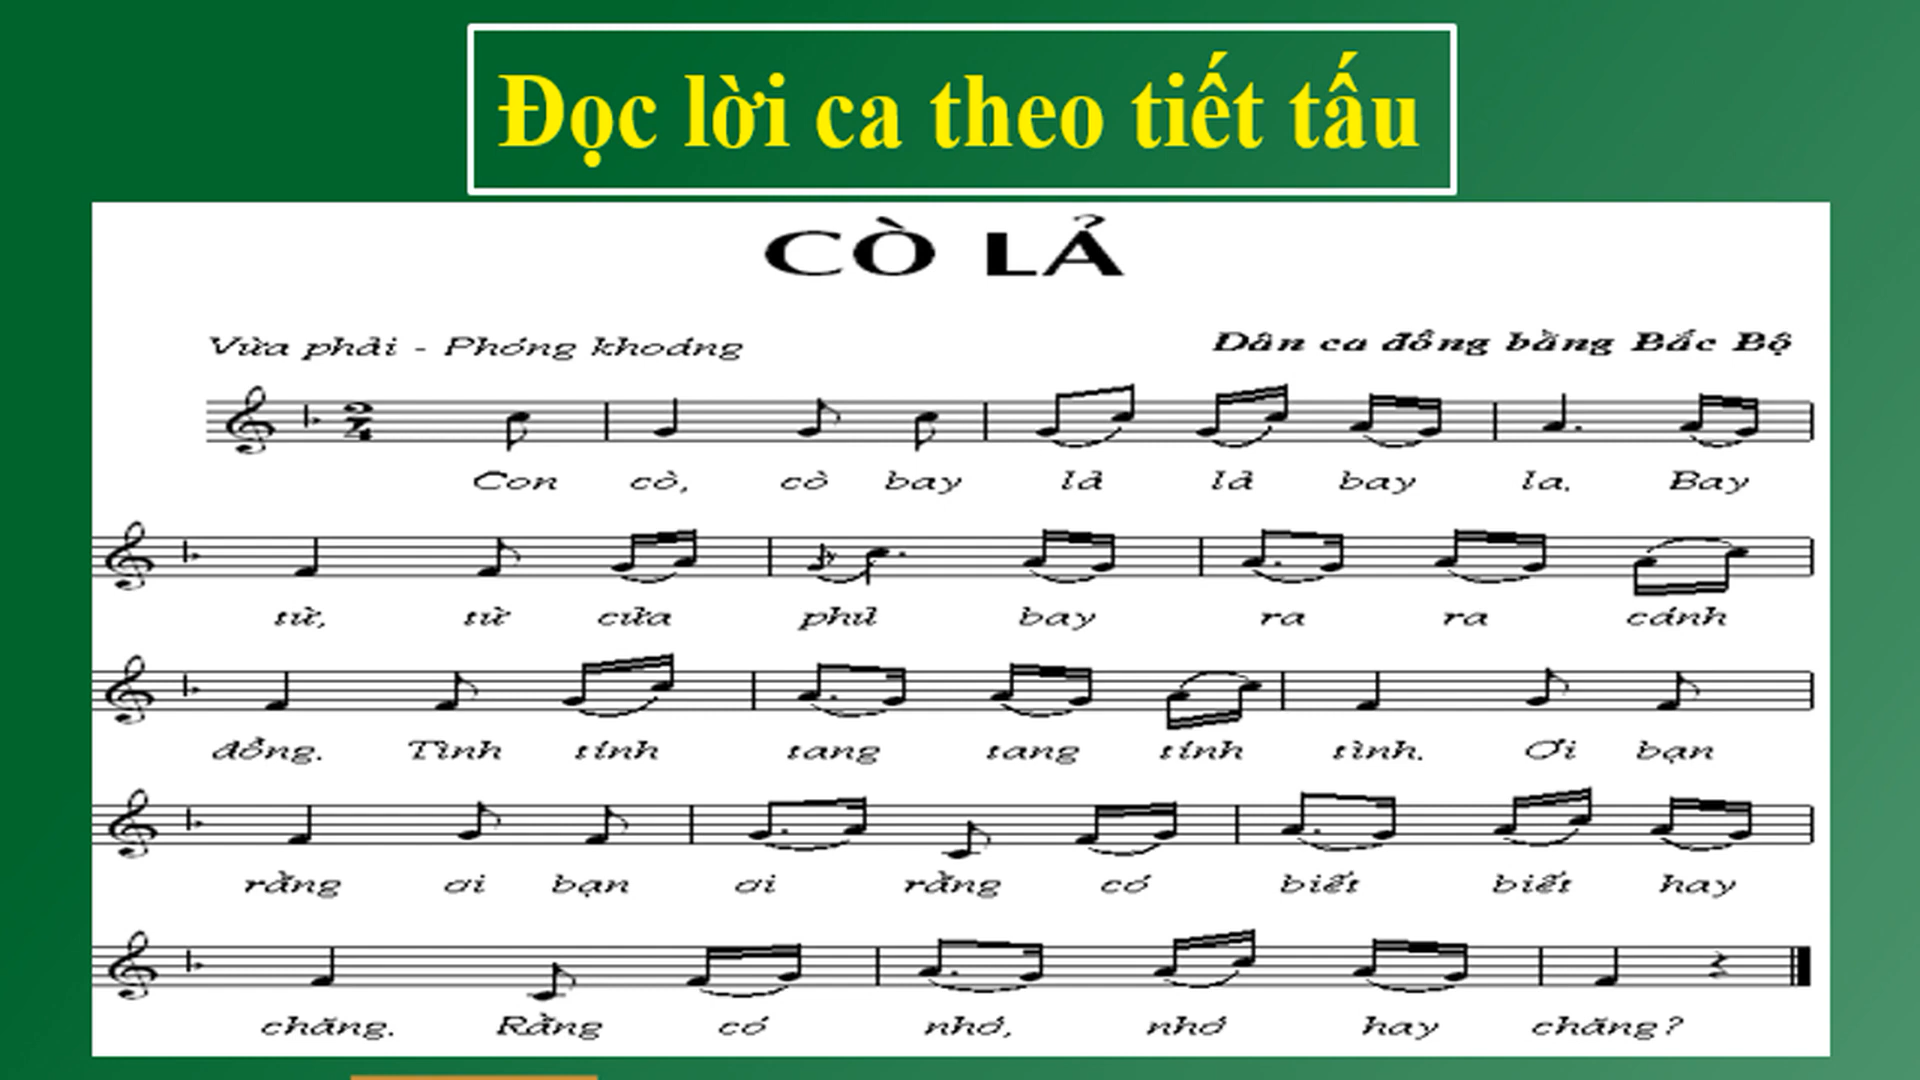 Đọc lời ca theo tiết tấu
CÒ LẢ
Vừa phải - Phóng khoáng
Dân ca đồng bằng Bắc Bộ
2/4
Con cò, cò bay lả lả bay la. Bay
từ, từ cửa phủ bay ra ra cánh
đồng. Tình tính tang tang tính tình. Ơi bạn
rằng ơi bạn ơi rằng có biết biết hay
chăng. Rằng có nhớ, nhớ hay chăng?